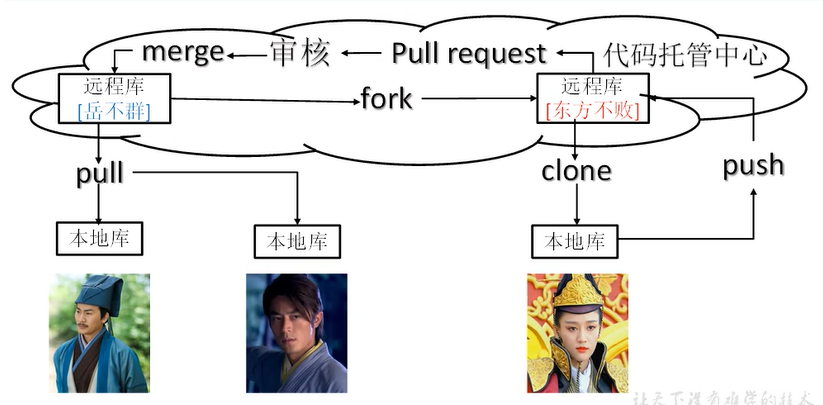 merge
审核
Pull request
代码托管中心
远程库
[岳不群]
fork
远程库
[东方不败]
pull
clone
push
本地库
本地库
本地库
让天下没有难学的技术